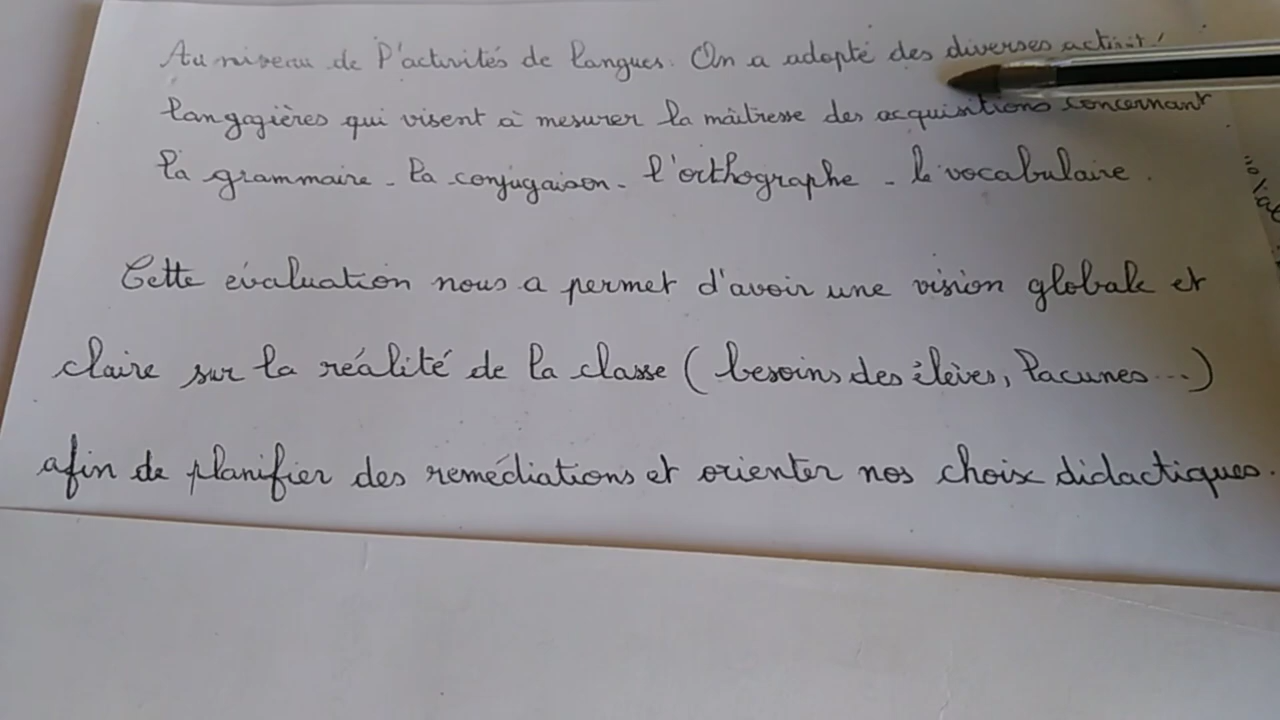 Au niveau de l'activités de langues. On a adopté des diverses
langagières qui visent à mesurer la maîtresse des acquisitions concernant
la grammaire - la conjugaison - l'orthographe - le vocabulaire.
Cette évaluation nous a permet d'avoir une vision globale et
claire sur la réalité de la classe (besoins des élèves, lacunes...)
afin de planifier des remédiations et orienter nos choix didactiques.